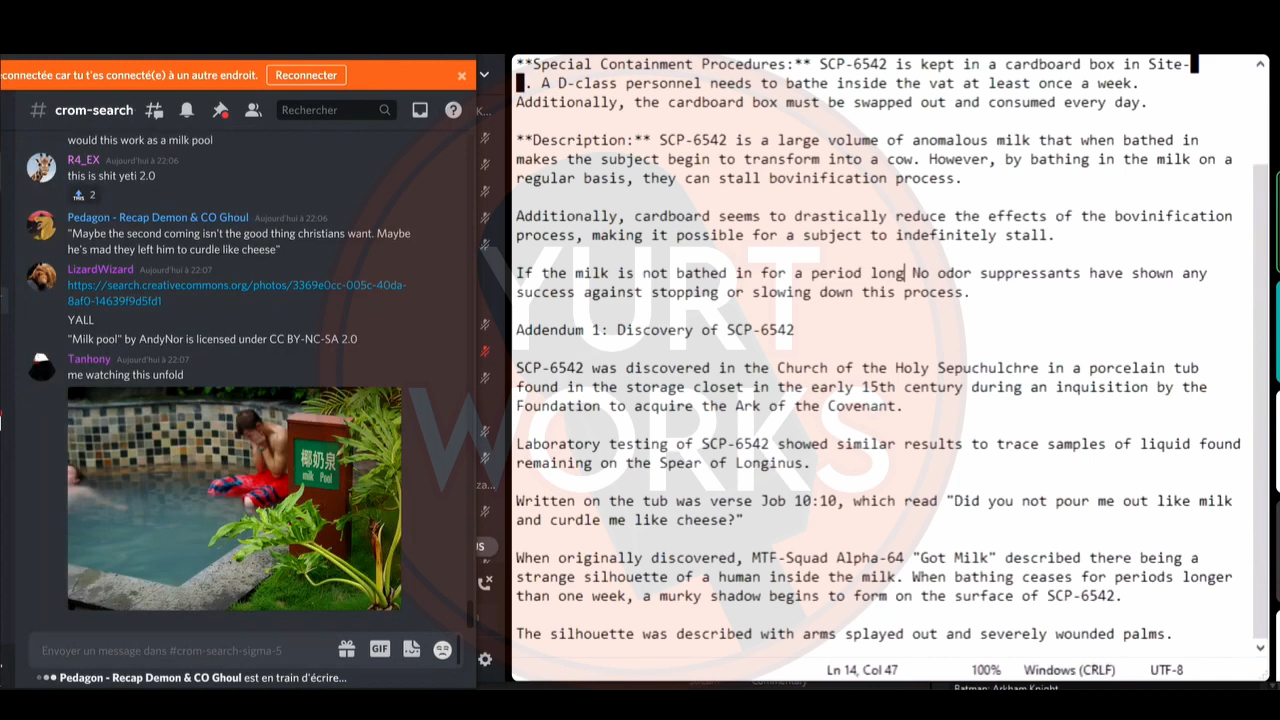 connectée car tu t'es connecté(e) à un autre endroit.
Reconnecter
# crom-search
Rechercher
K...
would this work as a milk pool
R4_EX Aujourd'hui à 22:06
this is shit yeti 2.0
THIS 2
Pedagon - Recap Demon & CO Ghoul Aujourd'hui à 22:06
"Maybe the second coming isn't the good thing christians want. Maybe
he's mad they left him to curdle like cheese"
LizardWizard Aujourd'hui à 22:07
https://search.creativecommons.org/photos/3369e0cc-005c-40da-
8af0-14639f9d5fd1
YALL
"Milk pool" by AndyNor is licensed under CC BY-NC-SA 2.0
Tanhony Aujourd'hui à 22:07
me watching this unfold
椰奶泉
milk Pool
za...
US
Envoyer un message dans #crom-search-sigma-5
GIF
Pedagon - Recap Demon & CO Ghoul est en train d'écrire...
**Special Containment Procedures:** SCP-6542 is kept in a cardboard box in Site-
. A D-class personnel needs to bathe inside the vat at least once a week.
Additionally, the cardboard box must be swapped out and consumed every day.
**Description:** SCP-6542 is a large volume of anomalous milk that when bathed in
makes the subject begin to transform into a cow. However, by bathing in the milk on a
regular basis, they can stall bovinification process.
Additionally, cardboard seems to drastically reduce the effects of the bovinification
process, making it possible for a subject to indefinitely stall.
If the milk is not bathed in for a period long No odor suppressants have shown any
success against stopping or slowing down this process.
Addendum 1: Discovery of SCP-6542
SCP-6542 was discovered in the Church of the Holy Sepuchulchre in a porcelain tub
found in the storage closet in the early 15th century during an inquisition by the
Foundation to acquire the Ark of the Covenant.
Laboratory testing of SCP-6542 showed similar results to trace samples of liquid found
remaining on the Spear of Longinus.
Written on the tub was verse Job 10:10, which read "Did you not pour me out like milk
and curdle me like cheese?"
When originally discovered, MTF-Squad Alpha-64 "Got Milk" described there being a
strange silhouette of a human inside the milk. When bathing ceases for periods longer
than one week, a murky shadow begins to form on the surface of SCP-6542.
The silhouette was described with arms splayed out and severely wounded palms.
Ln 14, Col 47
100%
Windows (CRLF)
UTF-8
YURT
WORKS
Batman: Arkham Knight